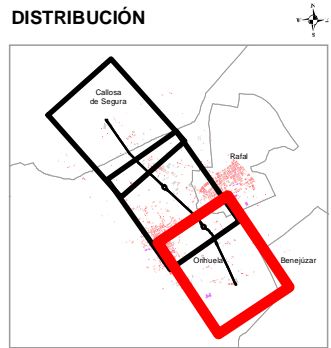 DISTRIBUCIÓN
N
W
E
S
Callosa
de Segura
Rafal
Orihuela
Benejúzar